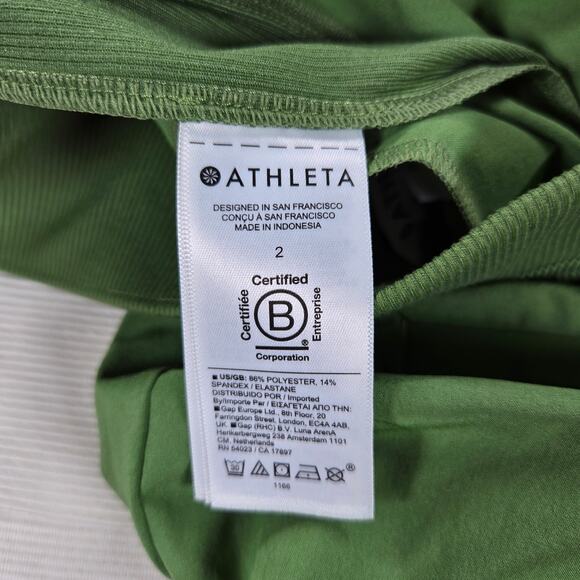 ATHLETA
DESIGNED IN SAN FRANCISCO
CONÇU À SAN FRANCISCO
MADE IN INDONESIA
2
Certified
Certifiée
B
Entreprise
®
Corporation
US/GB: 86% POLYESTER, 14%
SPANDEX / ELASTANE
DISTRIBUIDO POR / Imported
By/Importe Par / ΕΙΣΑΓΕΤΑΙ ΑΠΟ ΤΗΝ:
Gap Europe Ltd., 8th Floor, 20
Farringdon Street, London, EC4A 4AB,
UK. Gap (RHC) B.V. Luna ArenA
Herikerbergweg 238 Amsterdam 1101
CM, Netherlands
RN 54023 / CA 17897
30
®
1166